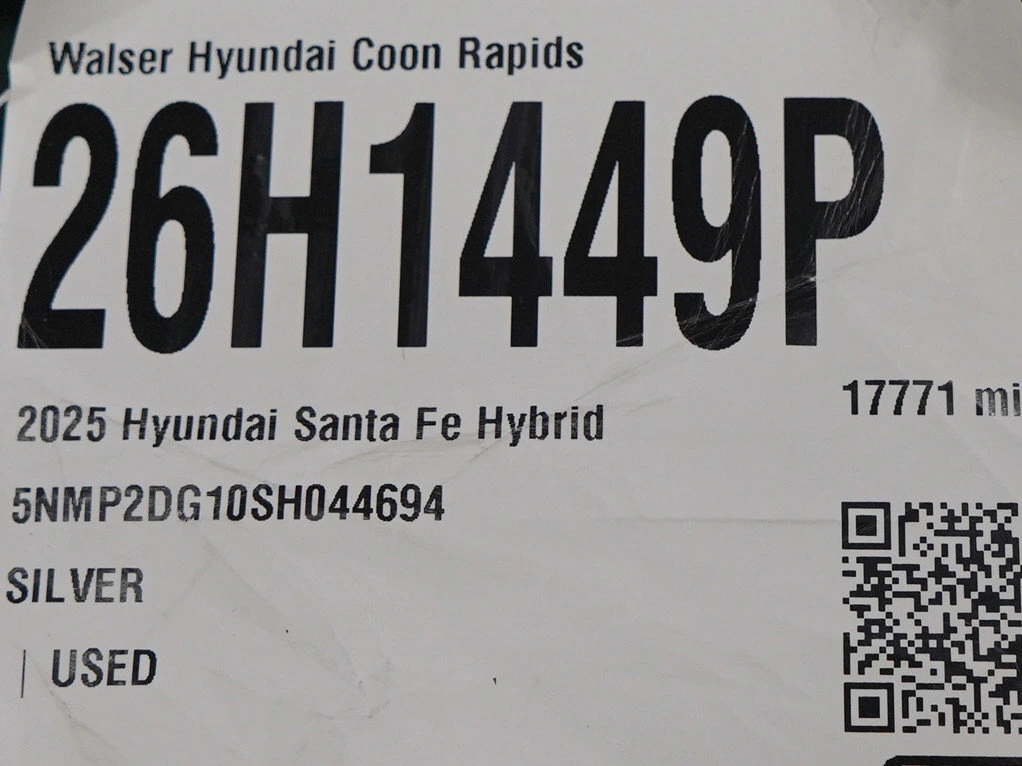 Walser Hyundai Coon Rapids
26H1449P
2025 Hyundai Santa Fe Hybrid
17771 mi
5NMP2DG10SH044694
SILVER
| USED